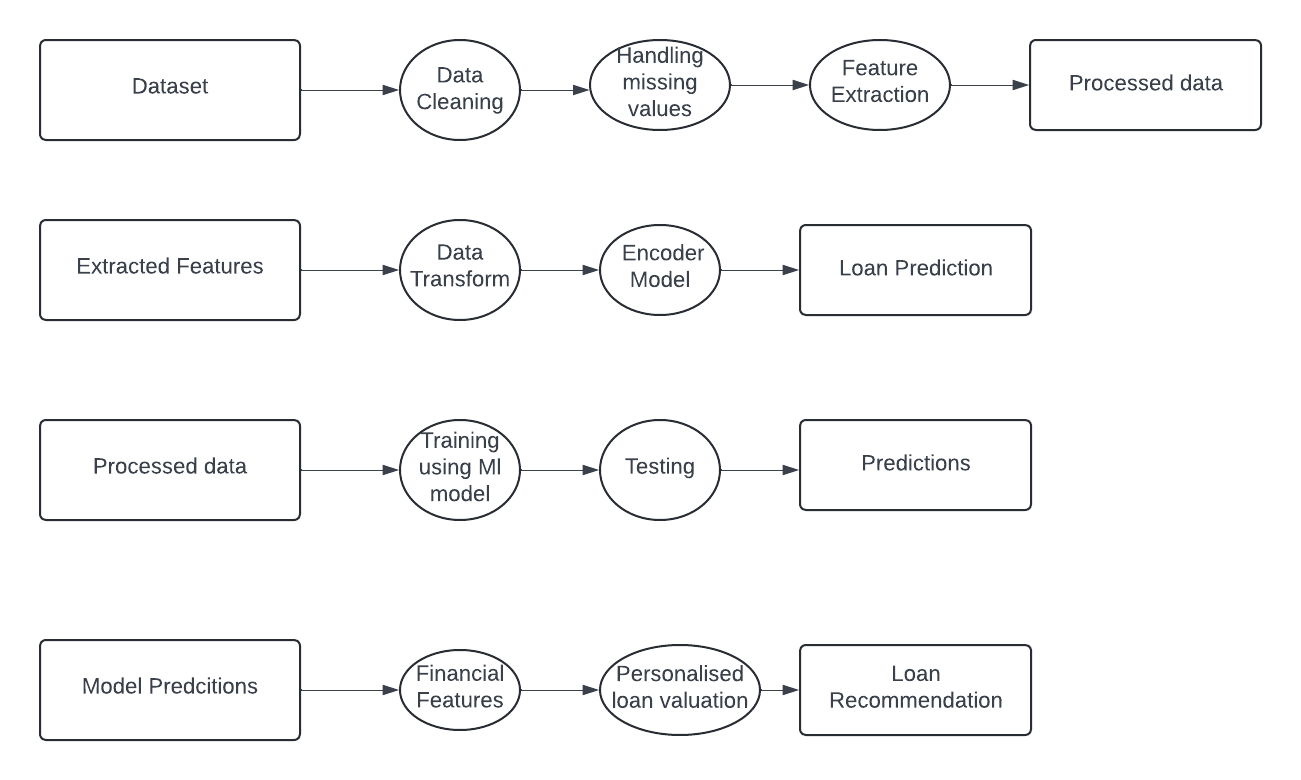 Dataset
Data
Cleaning
Handling
missing
values
Feature
Extraction
Processed data
Extracted Features
Data
Transform
Encoder
Model
Loan Prediction
Processed data
Training
using Ml
model
Testing
Predictions
Model Predcitions
Financial
Features
Personalised
loan valuation
Loan
Recommendation